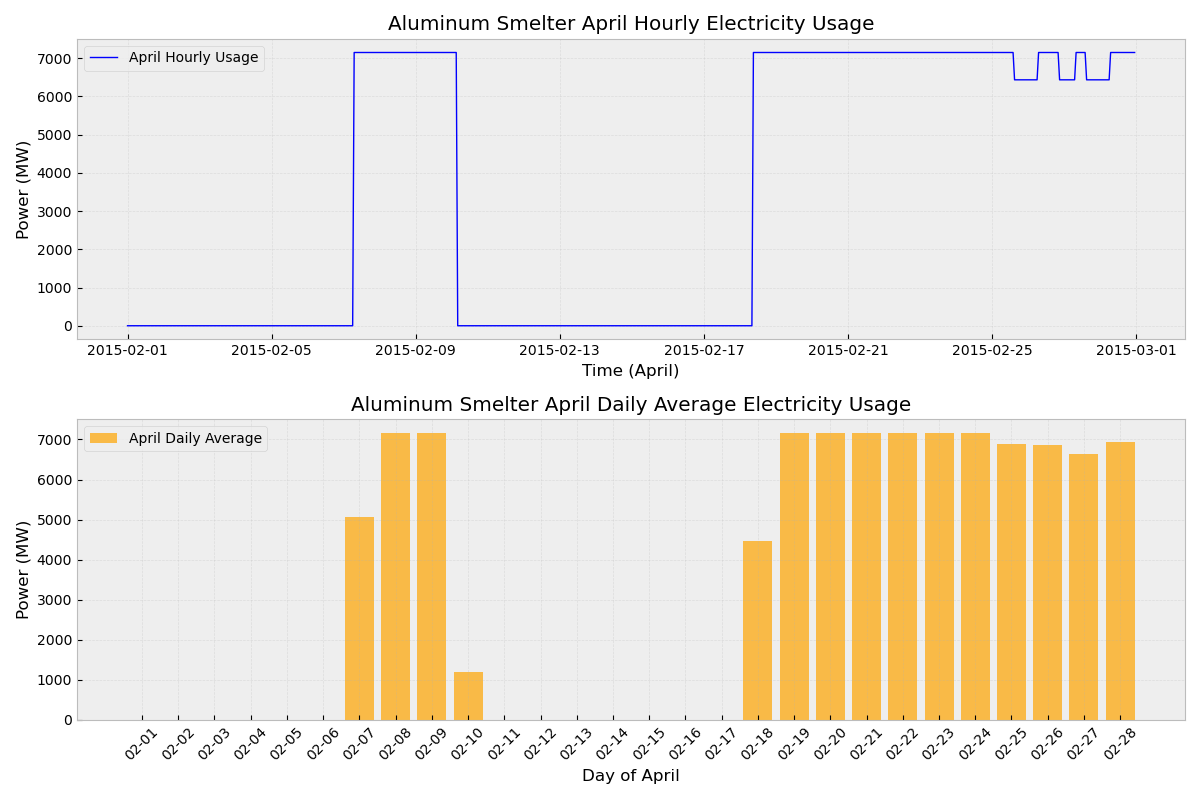 Aluminum Smelter April Hourly Electricity Usage
April Hourly Usage
Power (MW)
7000
6000
5000
4000
3000
2000
1000
0
2015-02-01 2015-02-05 2015-02-09 2015-02-13 2015-02-17 2015-02-21 2015-02-25 2015-03-01
Time (April)
Aluminum Smelter April Daily Average Electricity Usage
April Daily Average
Power (MW)
7000
6000
5000
4000
3000
2000
1000
0
02-01 02-02 02-03 02-04 02-05 02-06 02-07 02-08 02-09 02-10 02-11 02-12 02-13 02-14 02-15 02-16 02-17 02-18 02-19 02-20 02-21 02-22 02-23 02-24 02-25 02-26 02-27 02-28
Day of April